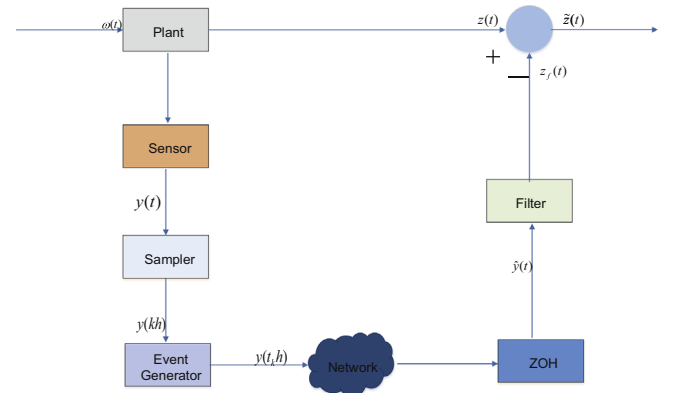 ω(t)
Plant
z(t)
z̃(t)
+
−
z_f(t)
Sensor
y(t)
Filter
Sampler
ŷ(t)
y(kh)
Event
Generator
y(t_k h)
Network
ZOH